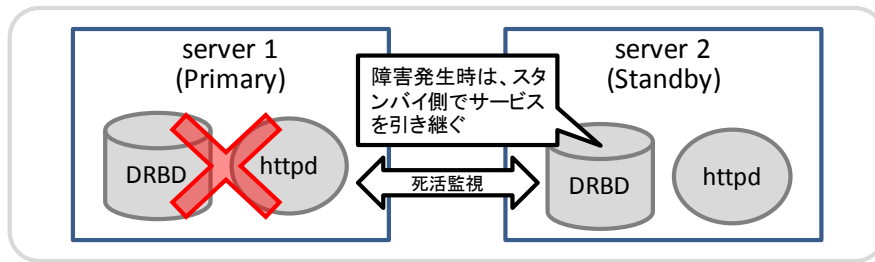 server 1
(Primary)
server 2
(Standby)
障害発生時は、スタ
ンバイ側でサービス
を引き継ぐ
DRBD
httpd
死活監視
DRBD
httpd